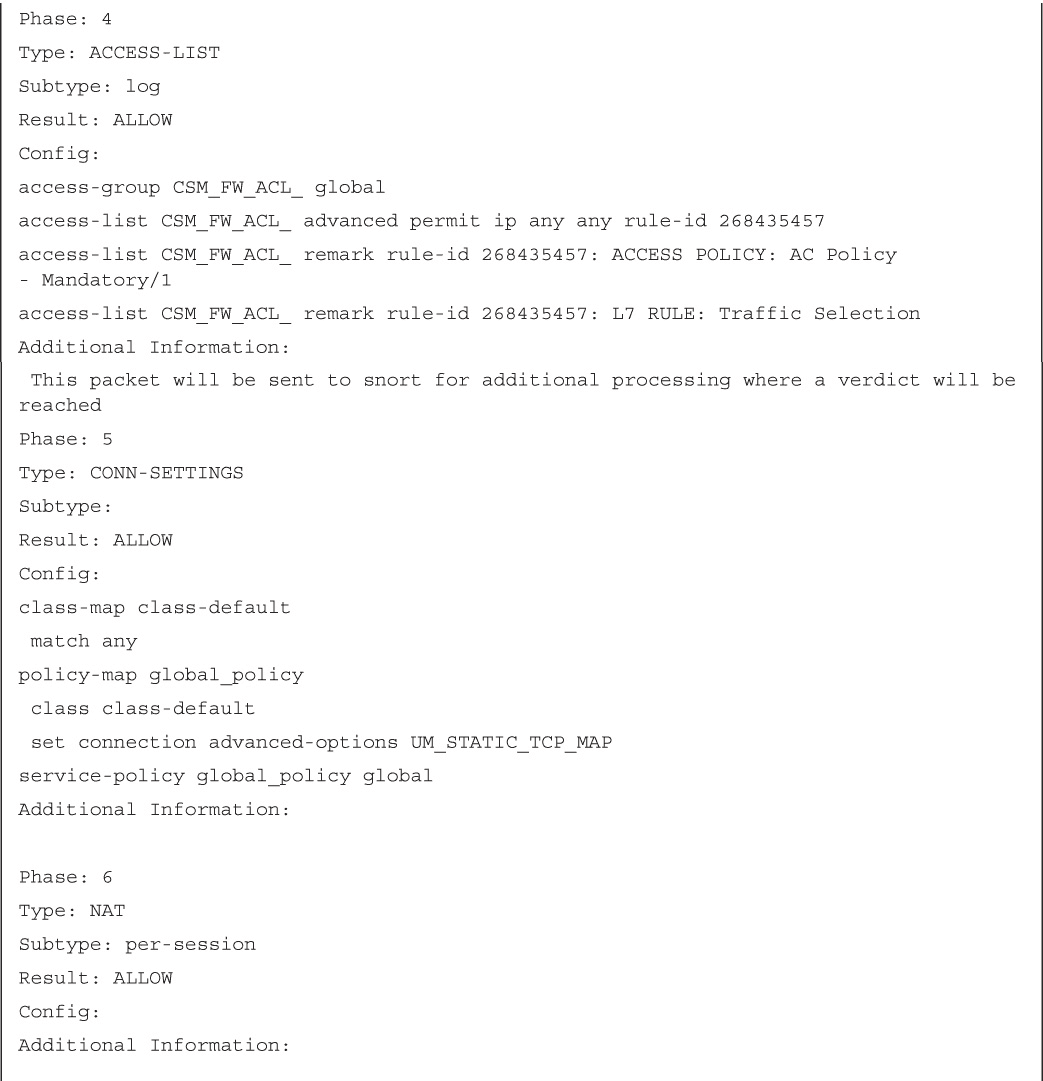 Phase: 4
Type: ACCESS-LIST
Subtype: log
Result: ALLOW
Config:
access-group CSM_FW_ACL_ global
access-list CSM_FW_ACL_ advanced permit ip any any rule-id 268435457
access-list CSM_FW_ACL_ remark rule-id 268435457: ACCESS POLICY: AC Policy
- Mandatory/1
access-list CSM_FW_ACL_ remark rule-id 268435457: L7 RULE: Traffic Selection
Additional Information:
 This packet will be sent to snort for additional processing where a verdict will be
reached
Phase: 5
Type: CONN-SETTINGS
Subtype:
Result: ALLOW
Config:
class-map class-default
 match any
policy-map global_policy
 class class-default
 set connection advanced-options UM_STATIC_TCP_MAP
service-policy global_policy global
Additional Information:

Phase: 6
Type: NAT
Subtype: per-session
Result: ALLOW
Config:
Additional Information: